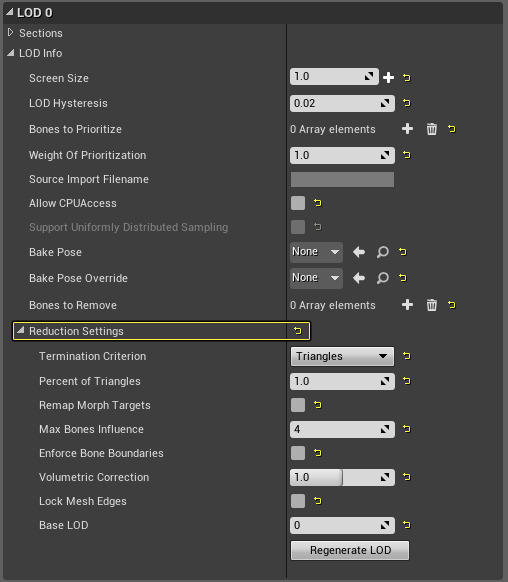 LOD 0
Sections
LOD Info
Screen Size 1.0
LOD Hysteresis 0.02
Bones to Prioritize 0 Array elements
Weight Of Prioritization 1.0
Source Import Filename
Allow CPUAccess
Support Uniformly Distributed Sampling
Bake Pose None
Bake Pose Override None
Bones to Remove 0 Array elements
Reduction Settings
Termination Criterion Triangles
Percent of Triangles 1.0
Remap Morph Targets
Max Bones Influence 4
Enforce Bone Boundaries
Volumetric Correction 1.0
Lock Mesh Edges
Base LOD 0
Regenerate LOD